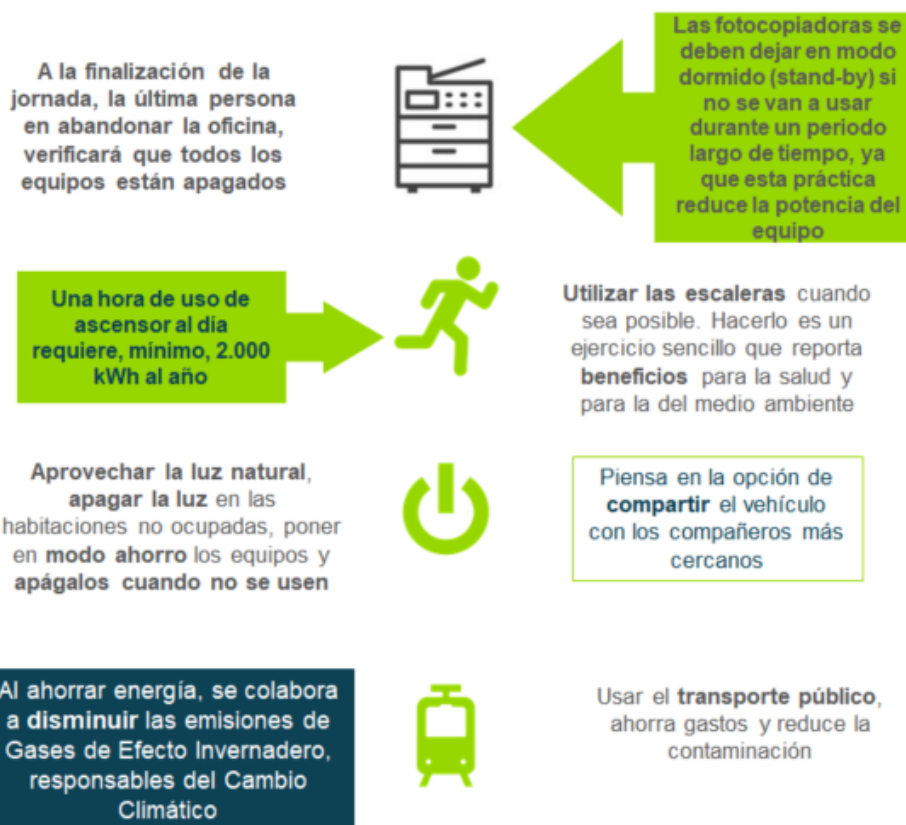 A la finalización de la
jornada, la última persona
en abandonar la oficina,
verificará que todos los
equipos están apagados
Las fotocopiadoras se
deben dejar en modo
dormido (stand-by) si
no se van a usar
durante un periodo
largo de tiempo, ya
que esta práctica
reduce la potencia del
equipo
Una hora de uso de
ascensor al día
requiere, mínimo, 2.000
kWh al año
Utilizar las escaleras cuando
sea posible. Hacerlo es un
ejercicio sencillo que reporta
beneficios para la salud y
para la del medio ambiente
Aprovechar la luz natural,
apagar la luz en las
habitaciones no ocupadas, poner
en modo ahorro los equipos y
apágalos cuando no se usen
Piensa en la opción de
compartir el vehículo
con los compañeros más
cercanos
Al ahorrar energía, se colabora
a disminuir las emisiones de
Gases de Efecto Invernadero,
responsables del Cambio
Climático
Usar el transporte público,
ahorra gastos y reduce la
contaminación